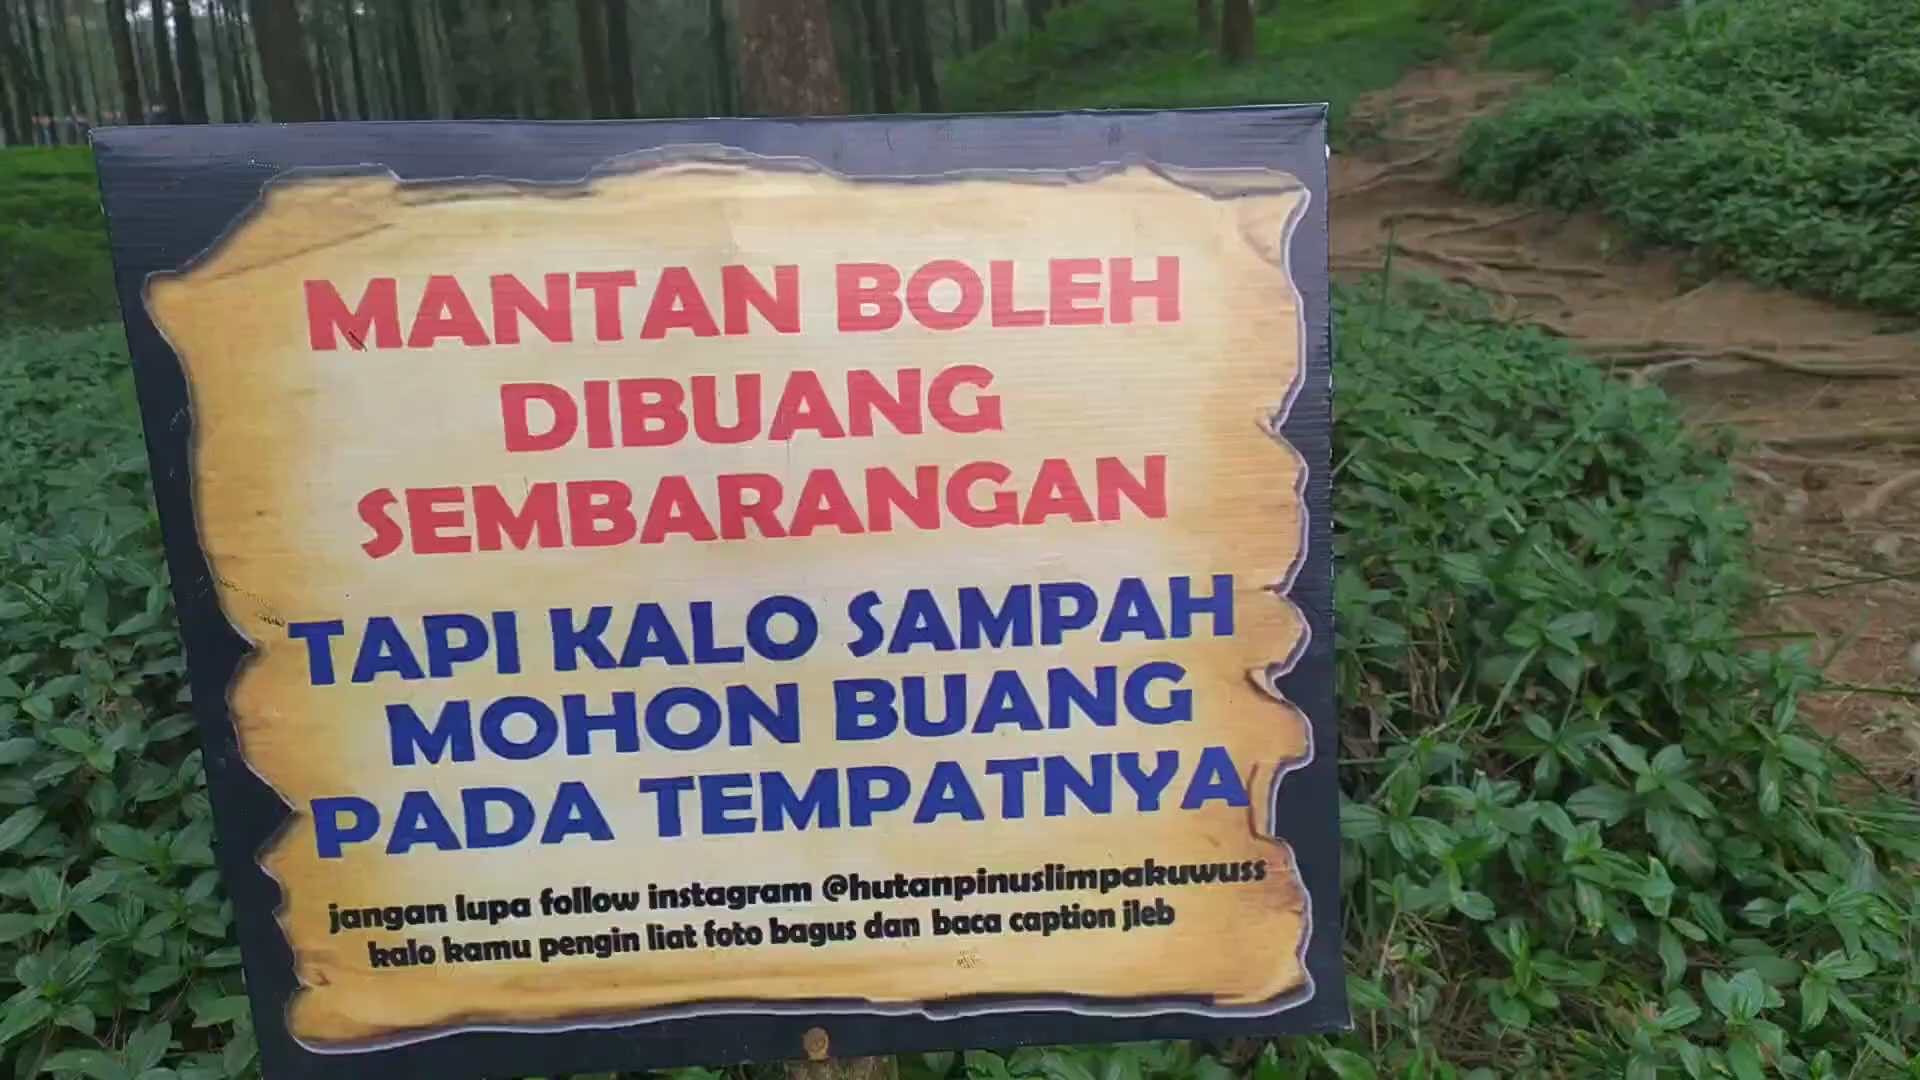 MANTAN BOLEH
DIBUANG
SEMBARANGAN
TAPI KALO SAMPAH
MOHON BUANG
PADA TEMPATNYA
jangan lupa follow instagram @hutanpinuslimpakuwuss
kalo kamu pengin liat foto bagus dan baca caption jleb